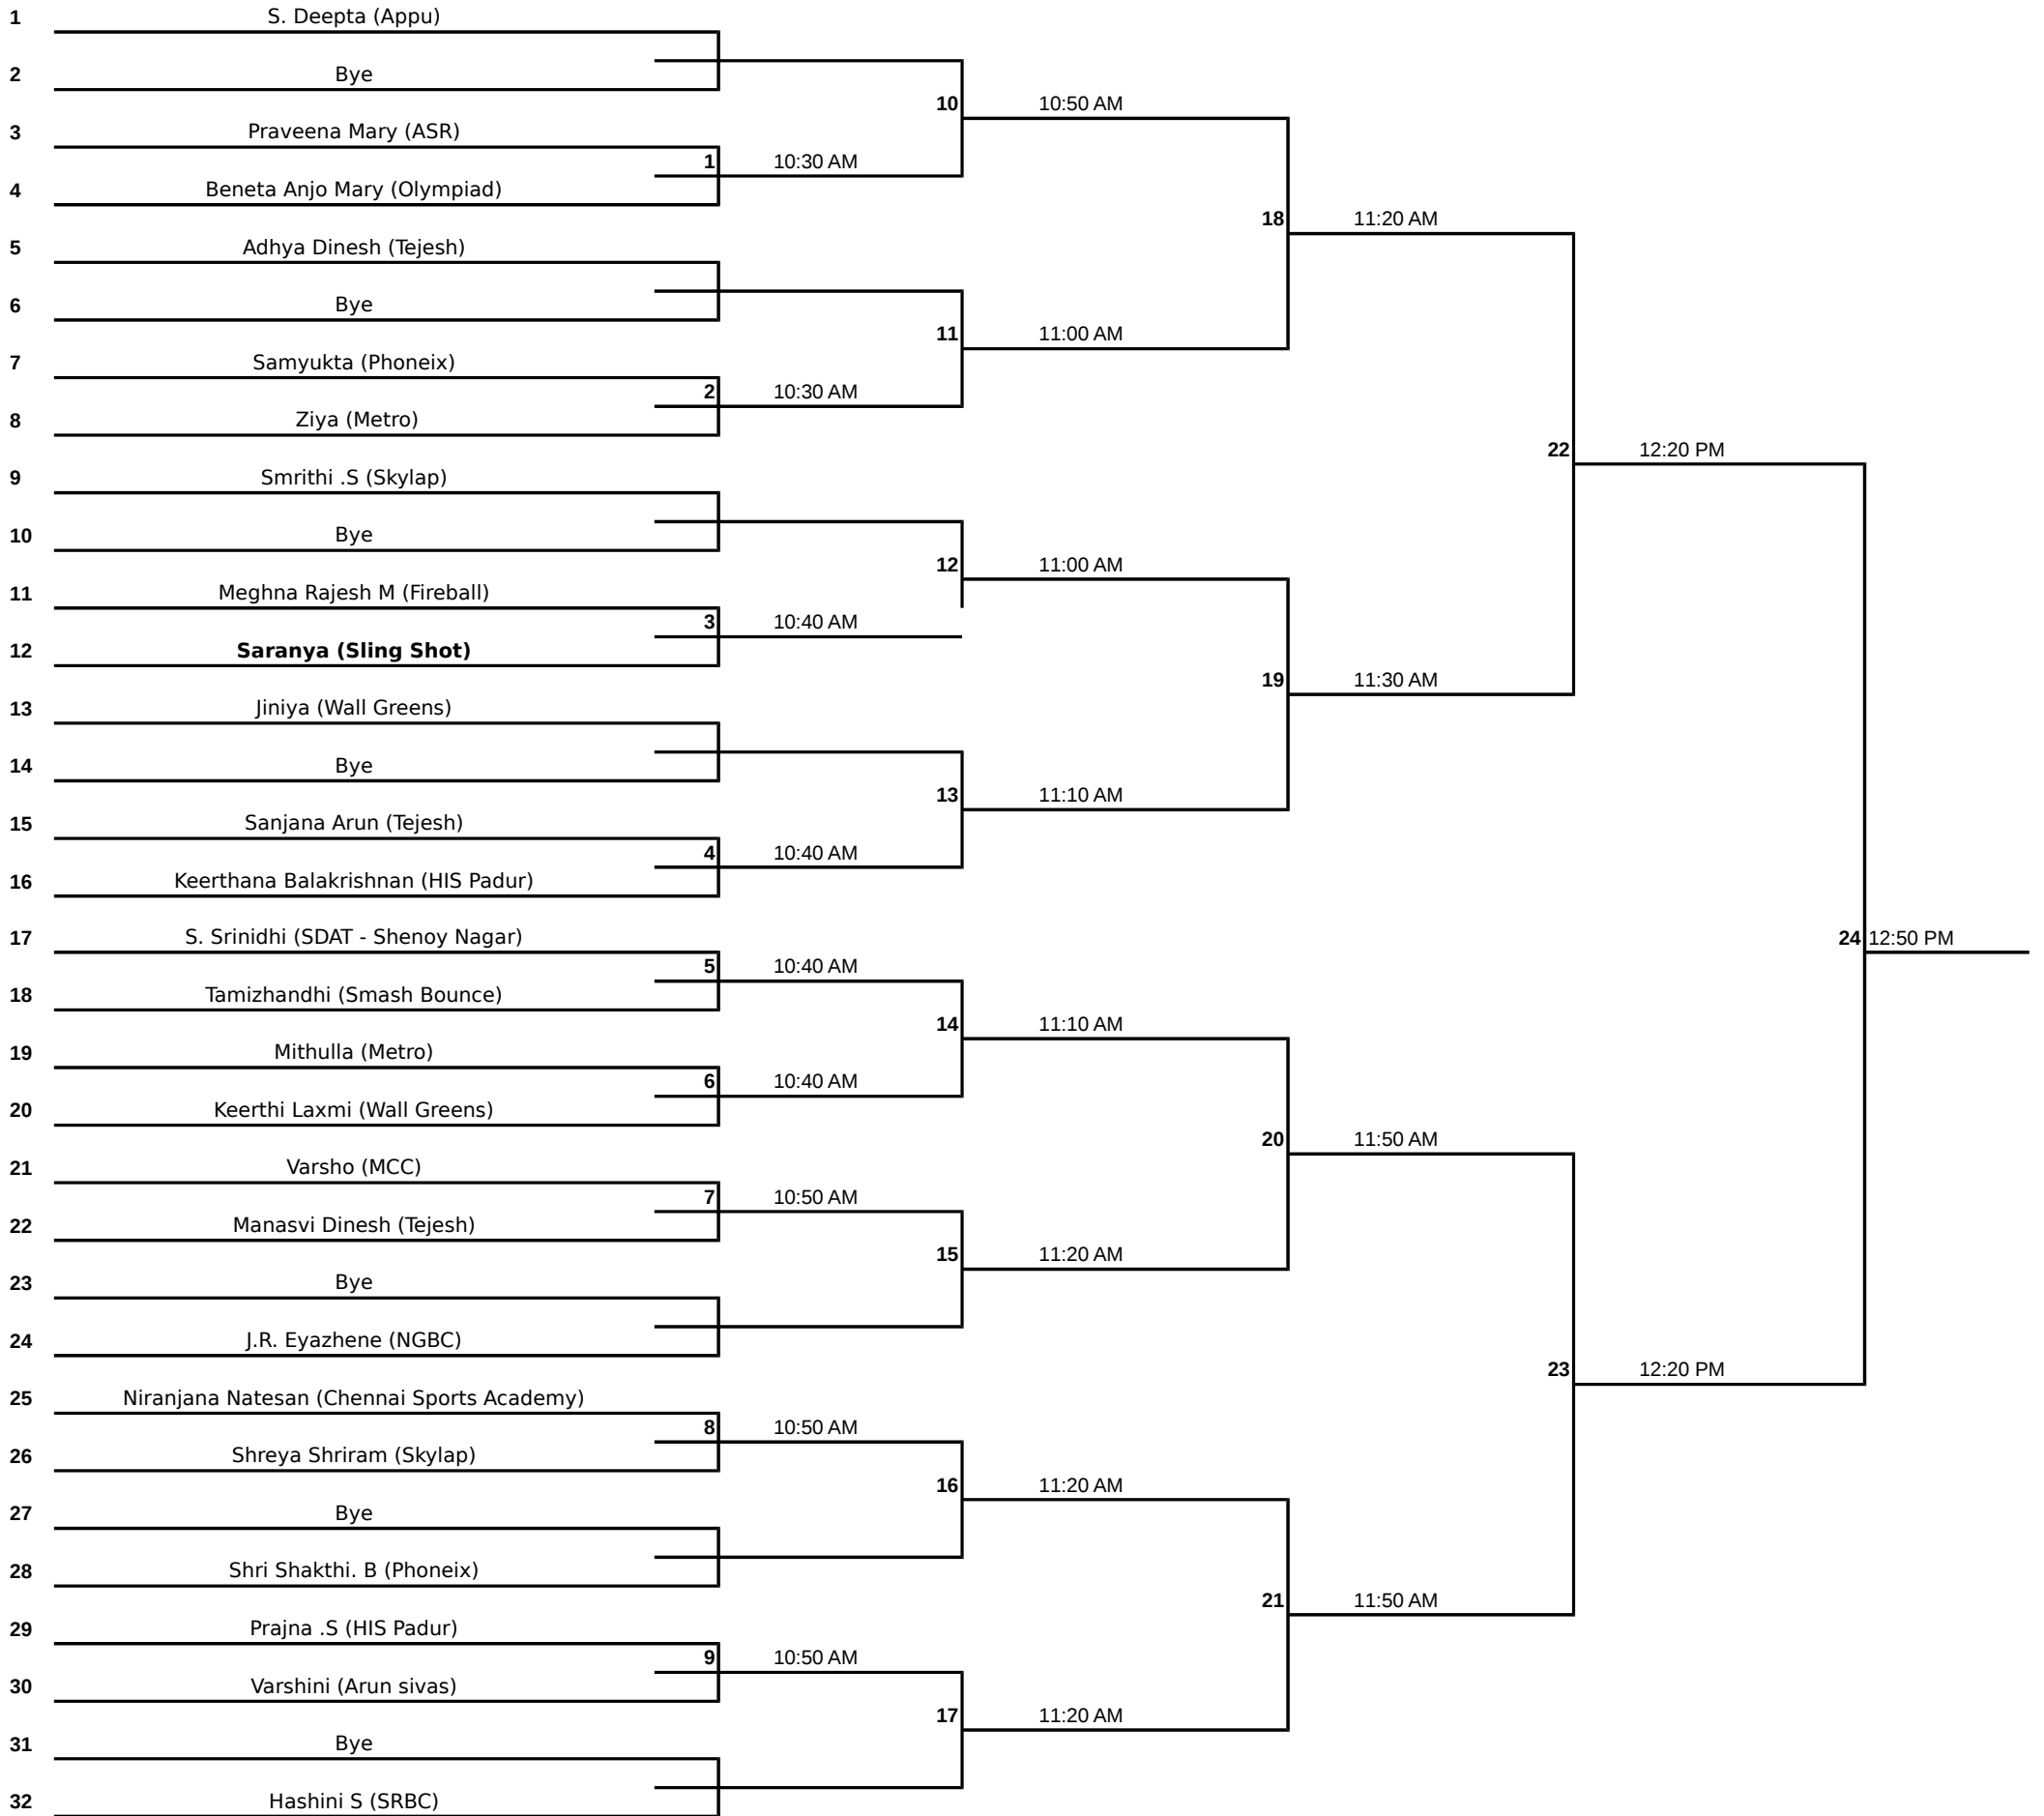 1 S. Deepta (Appu)
2 Bye
10 10:50 AM
3 Praveena Mary (ASR)
1 10:30 AM
4 Beneta Anjo Mary (Olympiad)
18 11:20 AM
5 Adhya Dinesh (Tejesh)
6 Bye
11 11:00 AM
7 Samyukta (Phoneix)
2 10:30 AM
8 Ziya (Metro)
22 12:20 PM
9 Smrithi .S (Skylap)
10 Bye
12 11:00 AM
11 Meghna Rajesh M (Fireball)
3 10:40 AM
12 Saranya (Sling Shot)
19 11:30 AM
13 Jiniya (Wall Greens)
14 Bye
13 11:10 AM
15 Sanjana Arun (Tejesh)
4 10:40 AM
16 Keerthana Balakrishnan (HIS Padur)
17 S. Srinidhi (SDAT - Shenoy Nagar)
24 12:50 PM
5 10:40 AM
18 Tamizhandhi (Smash Bounce)
14 11:10 AM
19 Mithulla (Metro)
6 10:40 AM
20 Keerthi Laxmi (Wall Greens)
20 11:50 AM
21 Varsho (MCC)
7 10:50 AM
22 Manasvi Dinesh (Tejesh)
15 11:20 AM
23 Bye
24 J.R. Eyazhene (NGBC)
23 12:20 PM
25 Niranjana Natesan (Chennai Sports Academy)
8 10:50 AM
26 Shreya Shriram (Skylap)
16 11:20 AM
27 Bye
28 Shri Shakthi. B (Phoneix)
21 11:50 AM
29 Prajna .S (HIS Padur)
9 10:50 AM
30 Varshini (Arun sivas)
17 11:20 AM
31 Bye
32 Hashini S (SRBC)